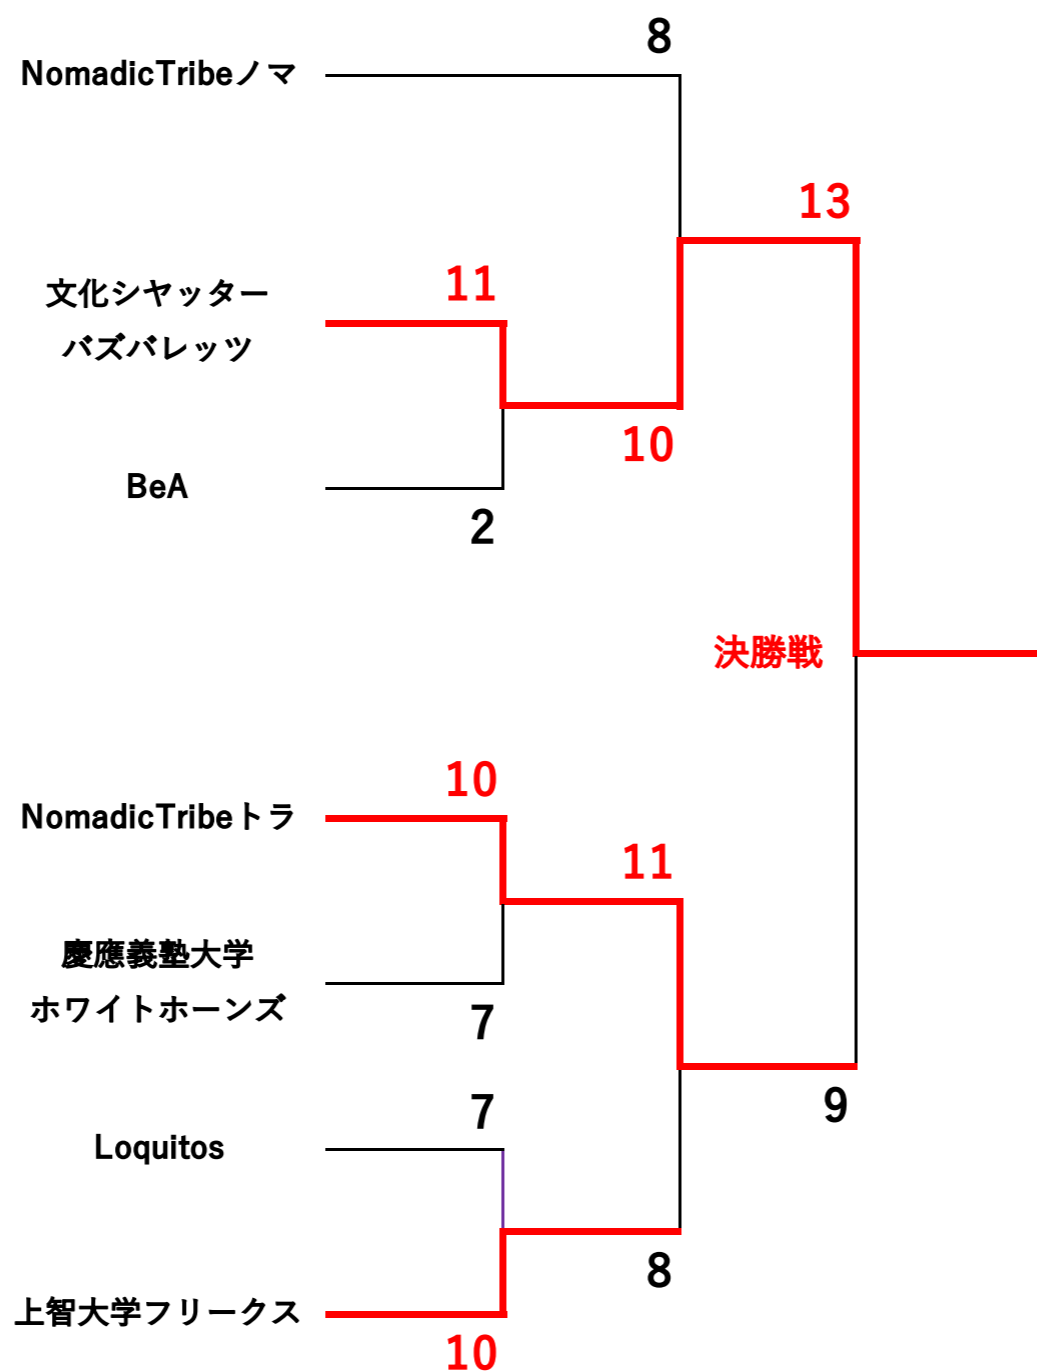 8
NomadicTribeノマ
13
11
文化シヤッター
バズバレッツ
10
BeA
2
決勝戦
10
NomadicTribeトラ
11
慶應義塾大学
ホワイトホーンズ
7
7
9
Loquitos
8
上智大学フリークス
10